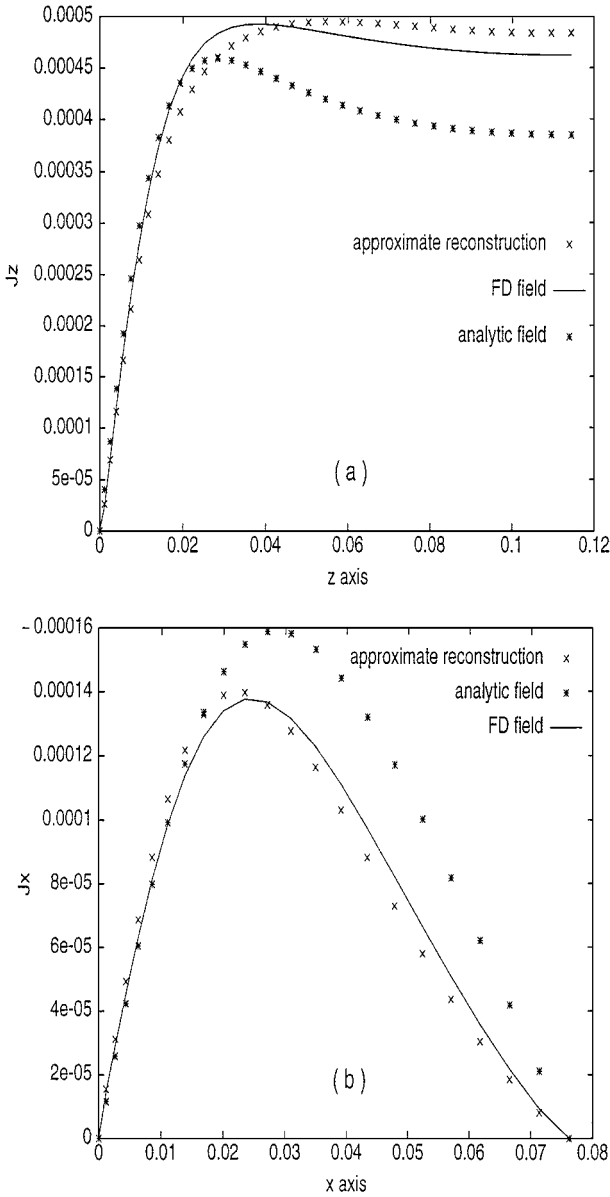 0.0005
0.00045
0.0004
0.00035
0.0003
0.00025
0.0002
0.00015
0.0001
5e-05
0
Jz
approximate reconstruction ×
FD field
analytic field *
(a)
0 0.02 0.04 0.06 0.08 0.1 0.12
z axis
0.00016
0.00014
0.00012
0.0001
8e-05
6e-05
4e-05
2e-05
0
Jx
approximate reconstruction ×
analytic field *
FD field
(b)
0 0.01 0.02 0.03 0.04 0.05 0.06 0.07 0.08
x axis